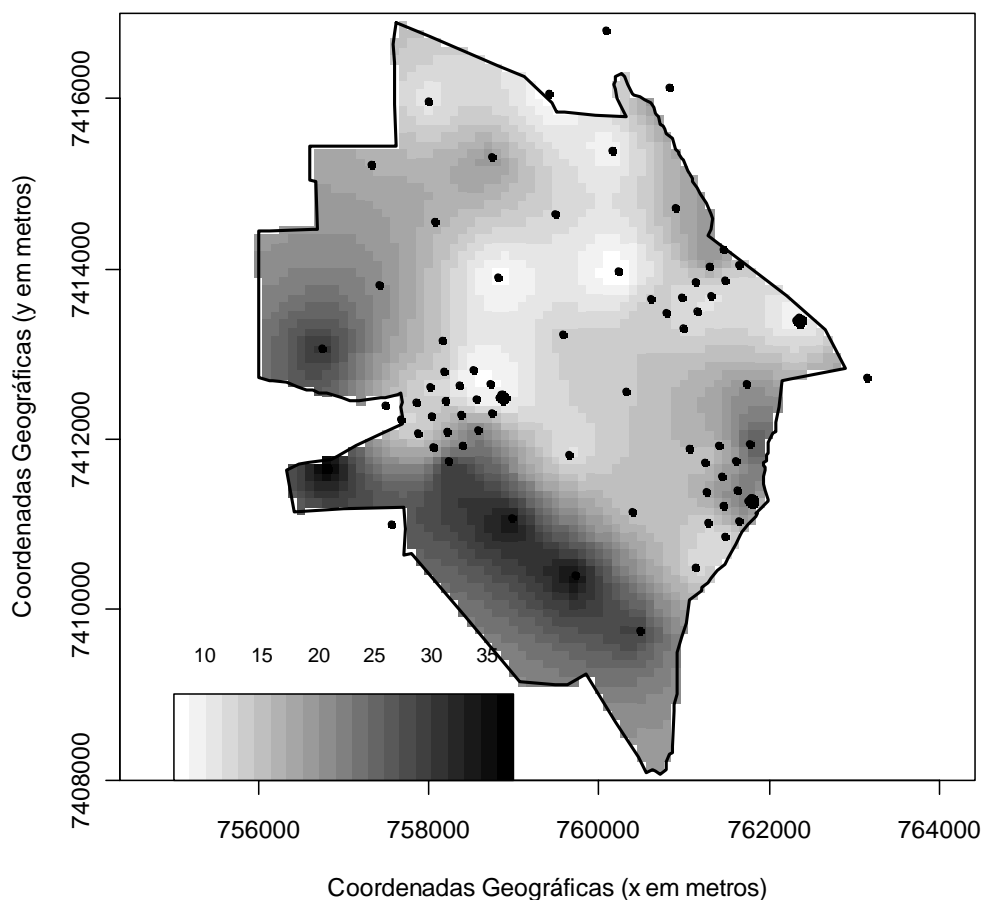 Coordenadas Geográficas (y em metros)
7416000
7414000
7412000
7410000
7408000
10 15 20 25 30 35
756000 758000 760000 762000 764000
Coordenadas Geográficas (x em metros)